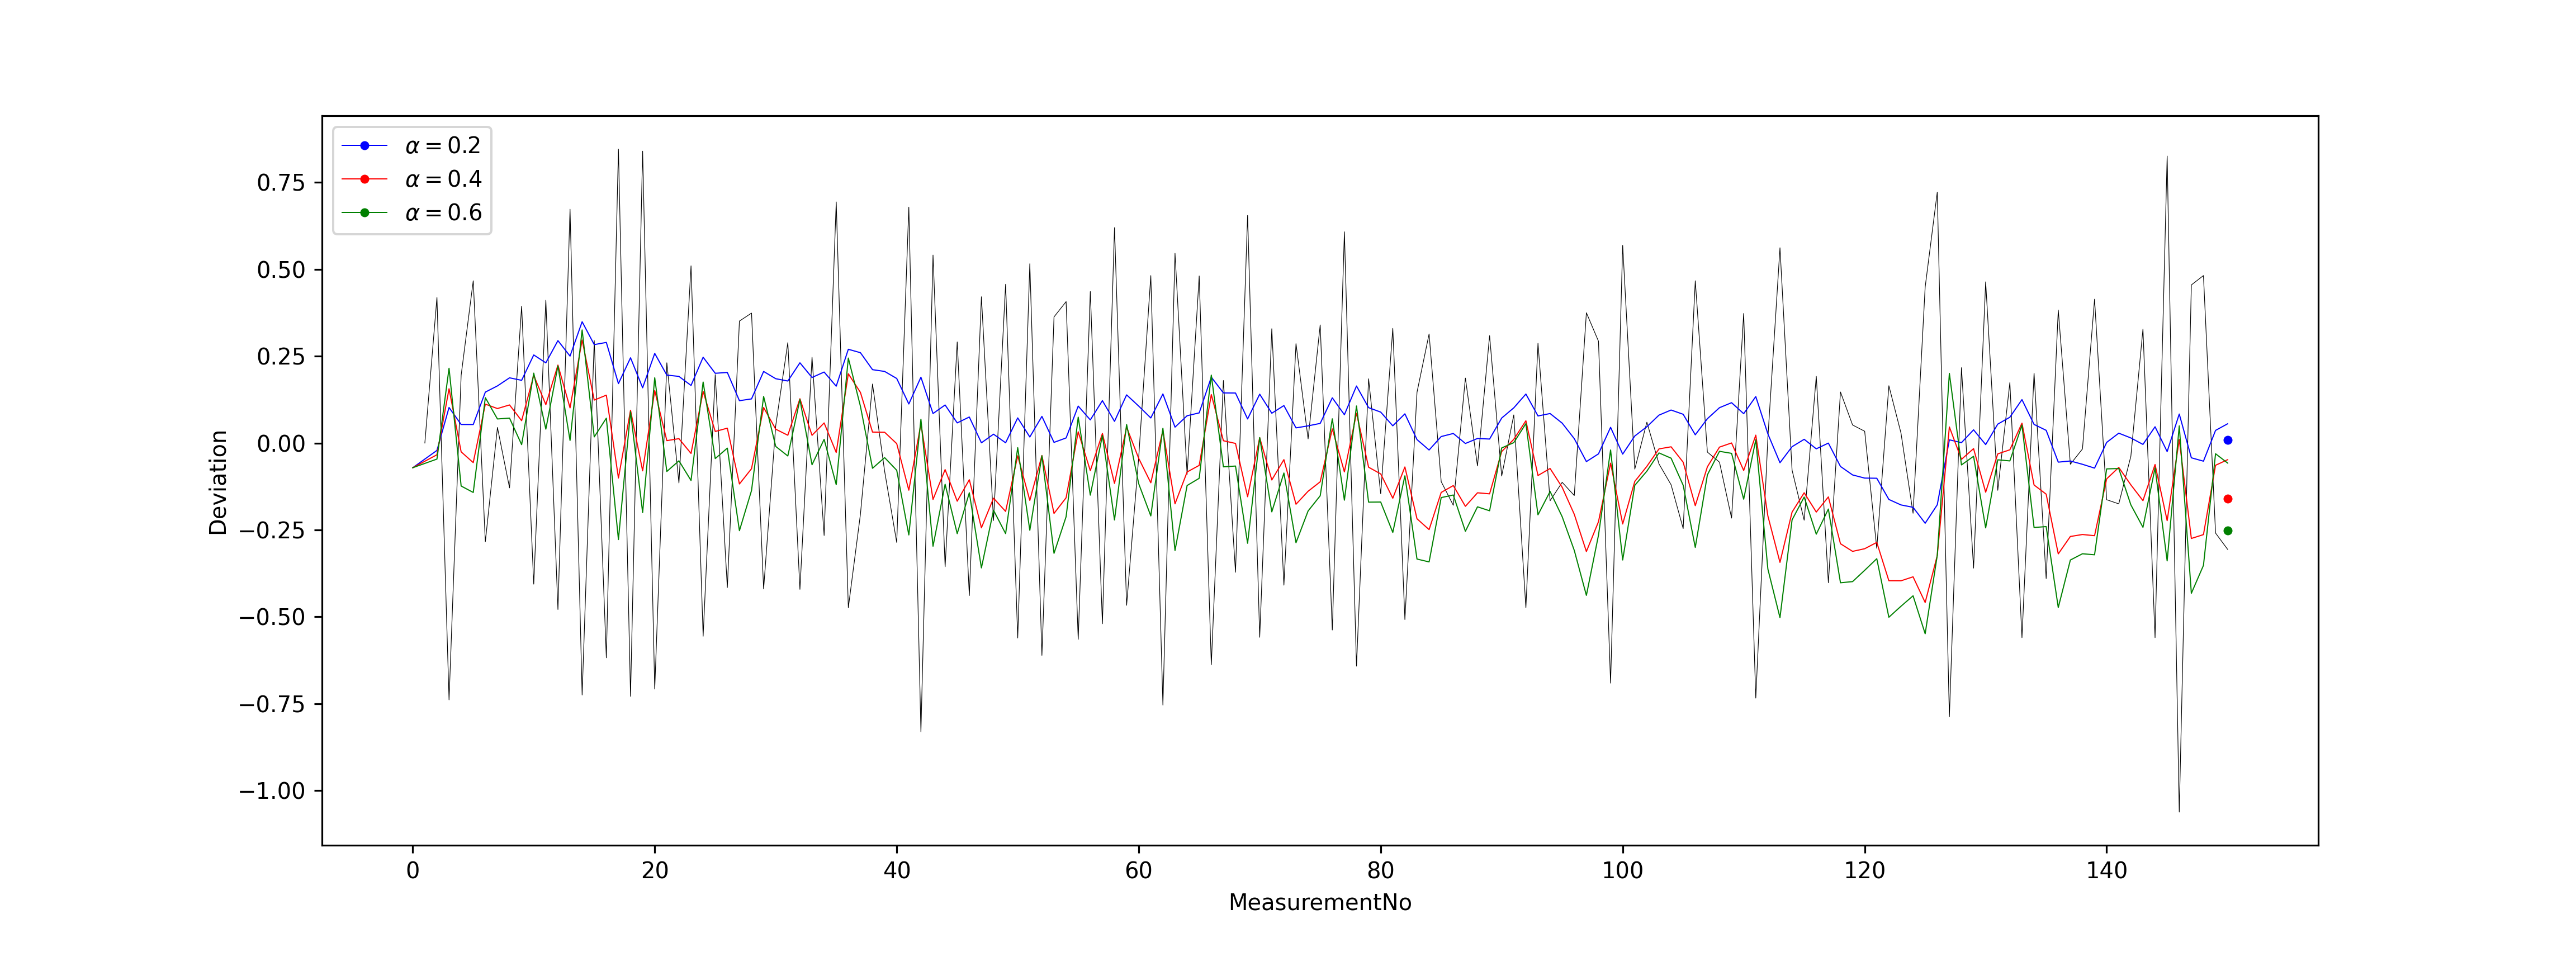 α = 0.2
α = 0.4
α = 0.6
0.75
0.50
0.25
0.00
−0.25
−0.50
−0.75
−1.00
Deviation
0 20 40 60 80 100 120 140
MeasurementNo